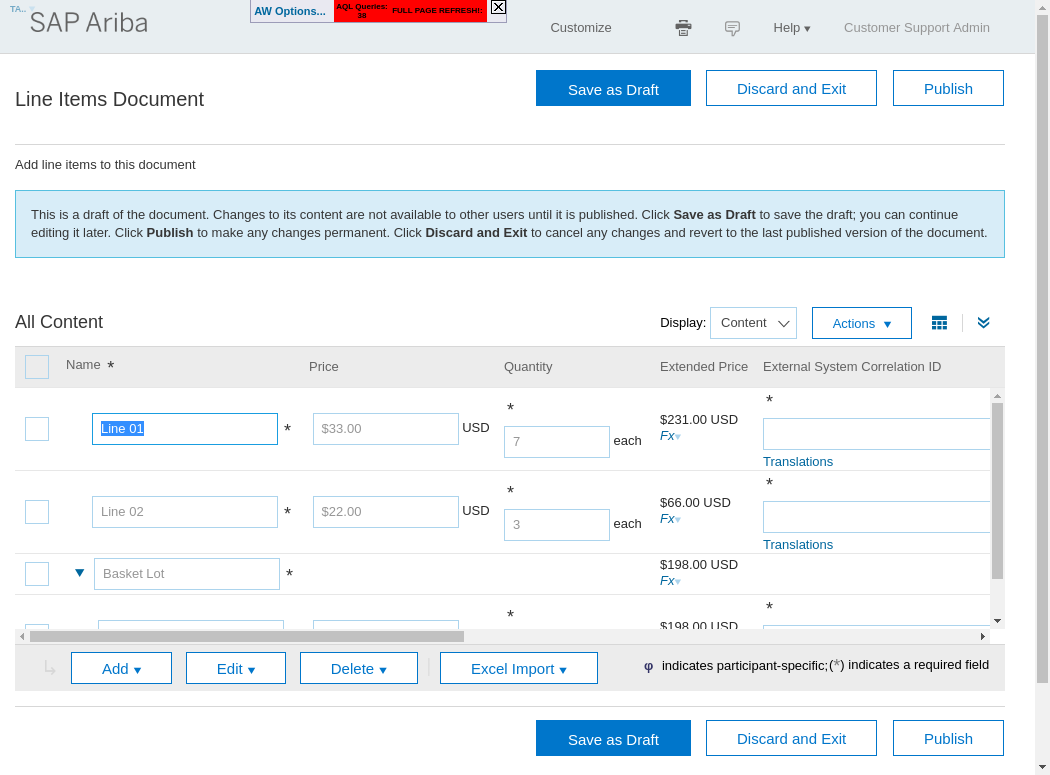 TA..
SAP Ariba
AW Options...
AQL Queries:
38
FULL PAGE REFRESH!:
Customize
Help
Customer Support Admin
Line Items Document
Save as Draft
Discard and Exit
Publish
Add line items to this document
This is a draft of the document. Changes to its content are not available to other users until it is published. Click Save as Draft to save the draft; you can continue
editing it later. Click Publish to make any changes permanent. Click Discard and Exit to cancel any changes and revert to the last published version of the document.
All Content
Display: Content
Actions
Name * Price Quantity Extended Price External System Correlation ID
Line 01 * $33.00 USD * 7 each $231.00 USD *
Fx
Translations
Line 02 * $22.00 USD * 3 each $66.00 USD *
Fx
Translations
Basket Lot * $198.00 USD
Fx
* $198.00 USD *
Add Edit Delete Excel Import φ indicates participant-specific;(*) indicates a required field
Save as Draft
Discard and Exit
Publish